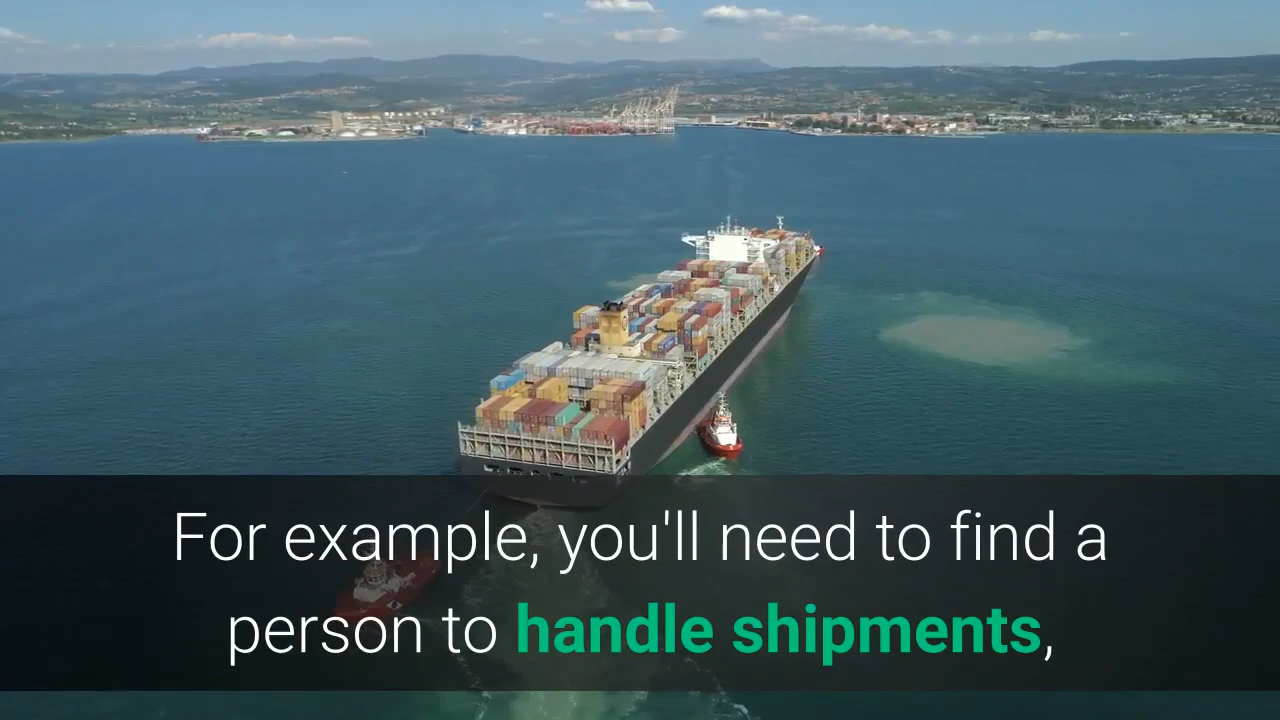 For example, you'll need to find a
person to handle shipments,